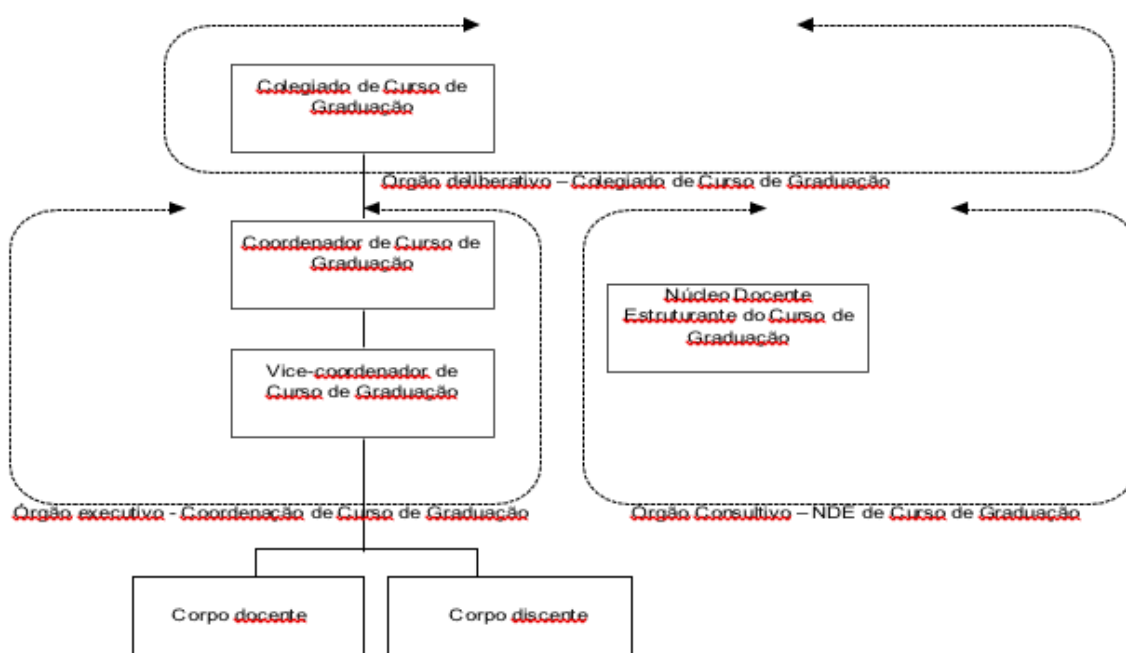 Colegiado de Curso de
Graduação
Órgão deliberativo – Colegiado de Curso de Graduação
Coordenador de Curso de
Graduação
Vice-coordenador de
Curso de Graduação
Órgão executivo - Coordenação de Curso de Graduação
Núcleo Docente
Estruturante do Curso de
Graduação
Órgão Consultivo – NDE de Curso de Graduação
Corpo docente
Corpo discente